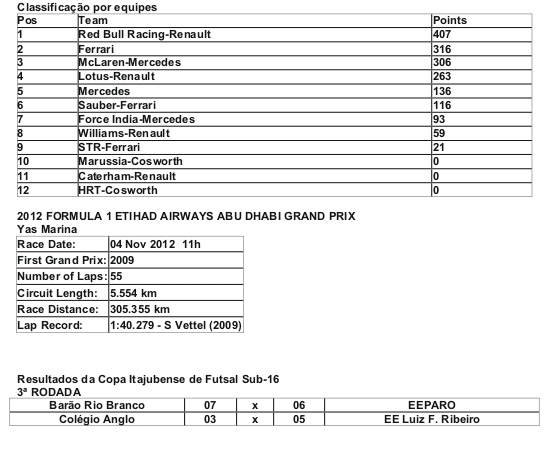 Classificação por equipes
Pos Team Points
1 Red Bull Racing-Renault 407
2 Ferrari 316
3 McLaren-Mercedes 306
4 Lotus-Renault 263
5 Mercedes 136
6 Sauber-Ferrari 116
7 Force India-Mercedes 93
8 Williams-Renault 59
9 STR-Ferrari 21
10 Marussia-Cosworth 0
11 Caterham-Renault 0
12 HRT-Cosworth 0
2012 FORMULA 1 ETIHAD AIRWAYS ABU DHABI GRAND PRIX
Yas Marina
Race Date: 04 Nov 2012 11h
First Grand Prix: 2009
Number of Laps: 55
Circuit Length: 5.554 km
Race Distance: 305.355 km
Lap Record: 1:40.279 - S Vettel (2009)
Resultados da Copa Itajubense de Futsal Sub-16
3ª RODADA
Barão Rio Branco 07 x 06 EEPARO
Colégio Anglo 03 x 05 EE Luiz F. Ribeiro